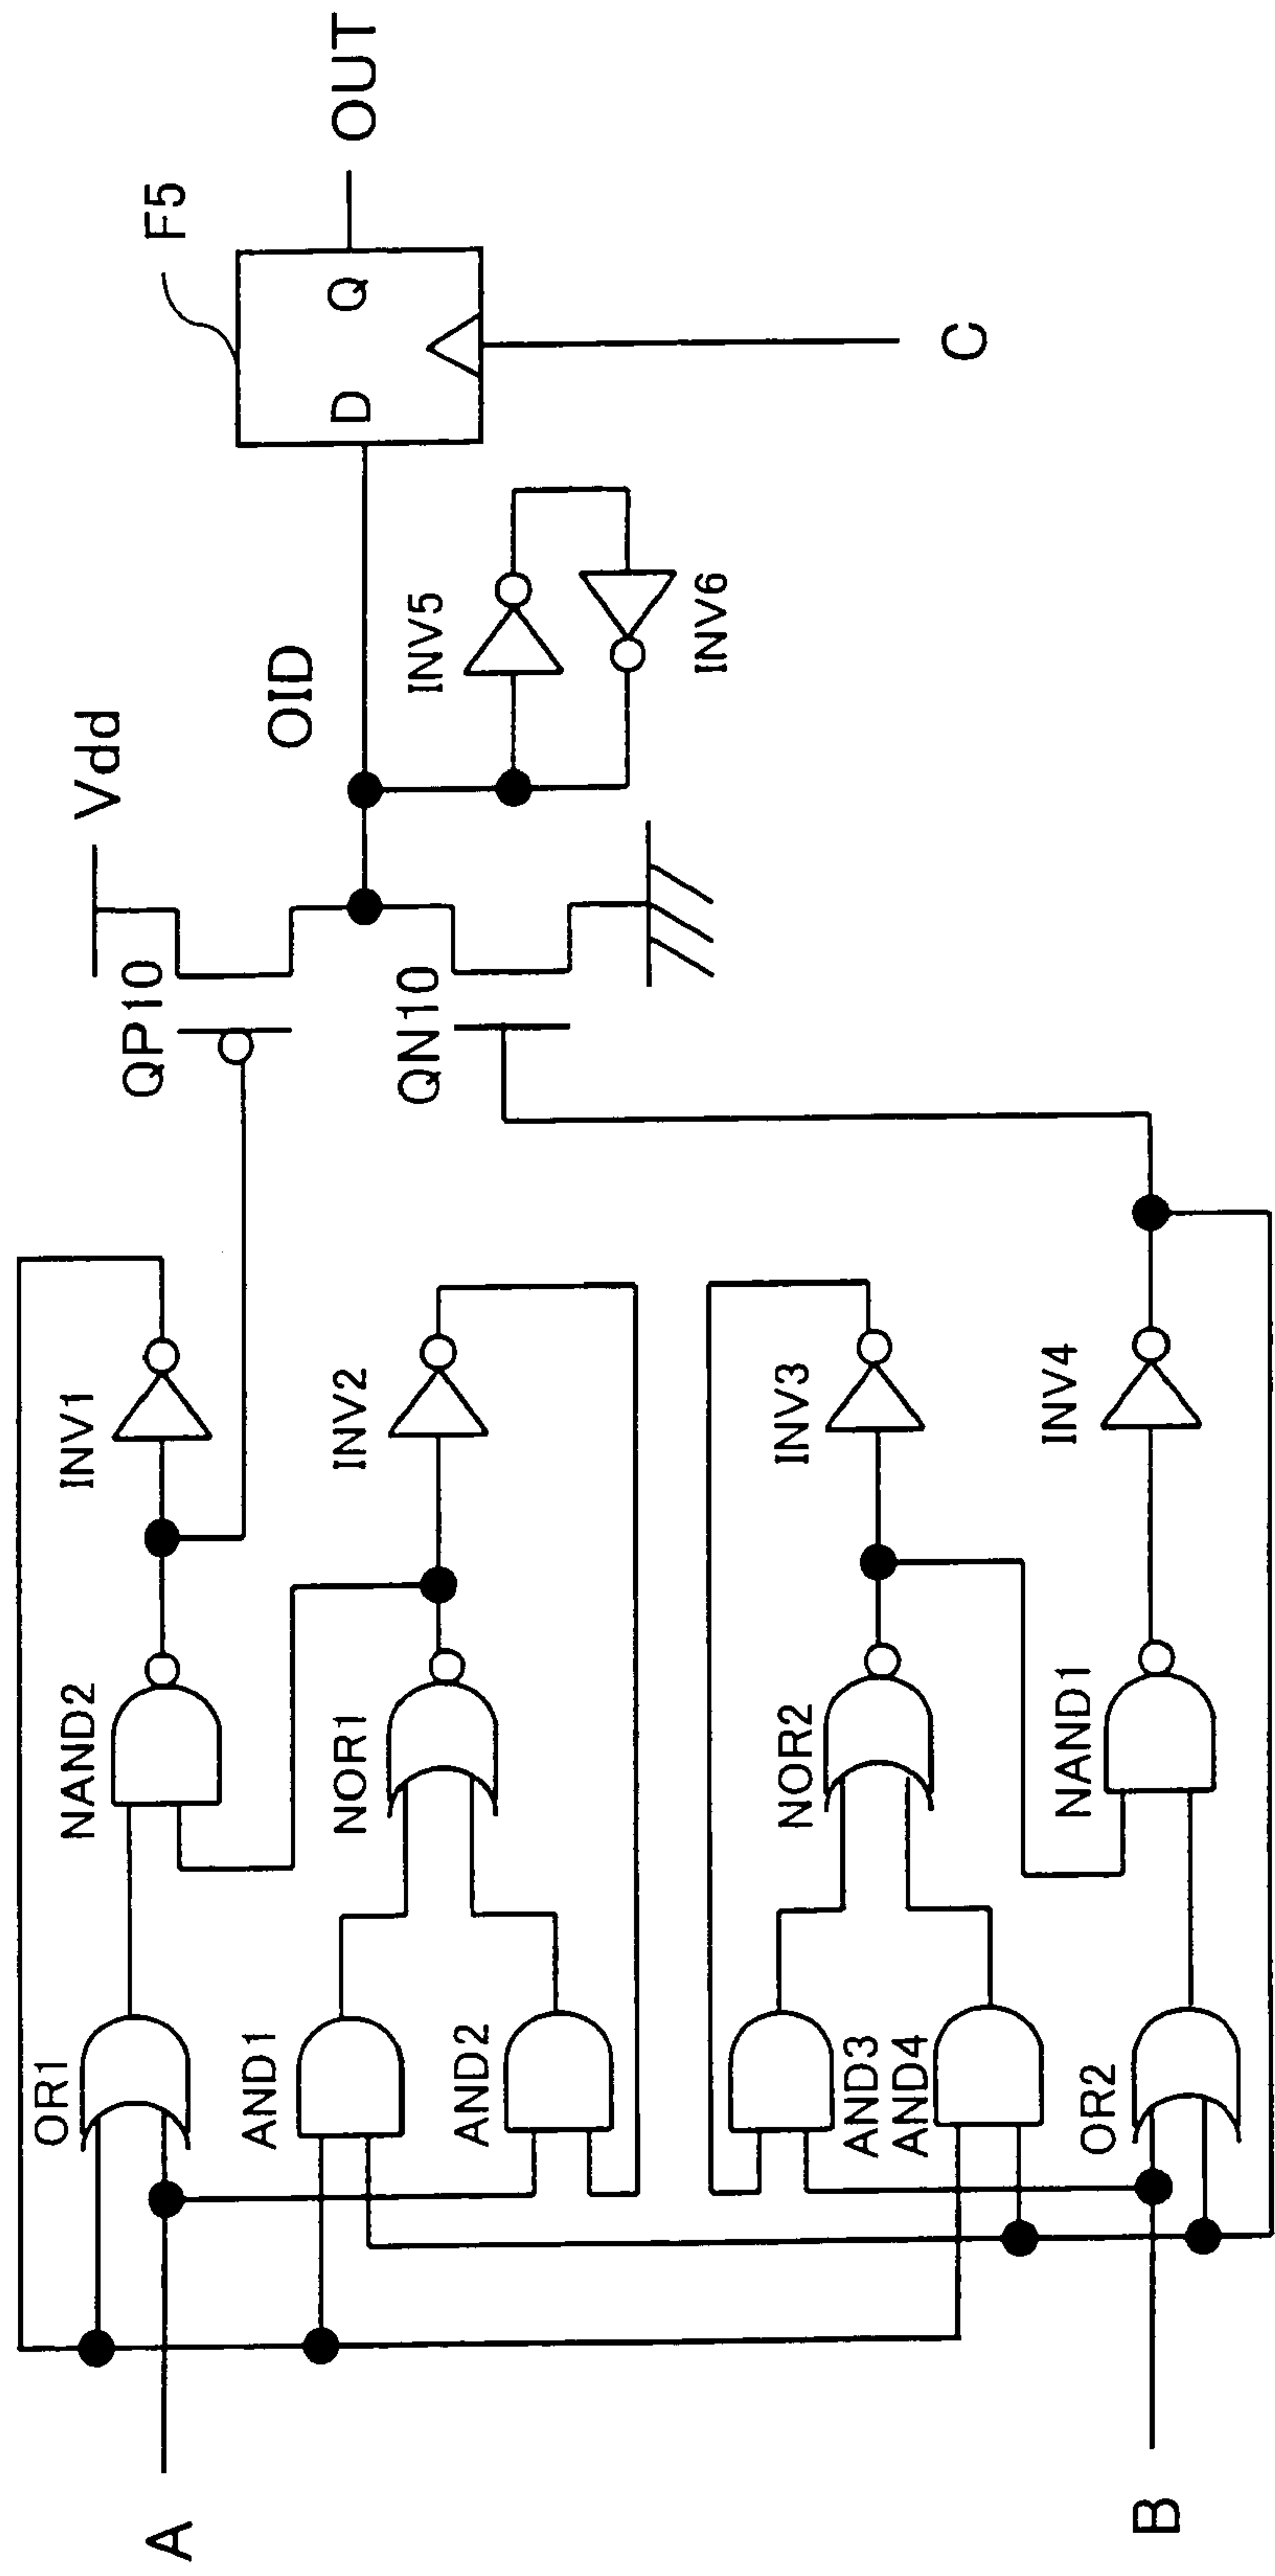 A
B
OR1
AND1
AND2
AND3
AND4
OR2
NAND2
NOR1
NOR2
NAND1
INV1
INV2
INV3
INV4
QP10
QN10
Vdd
OID
INV5
INV6
F5
D
Q
C
OUT